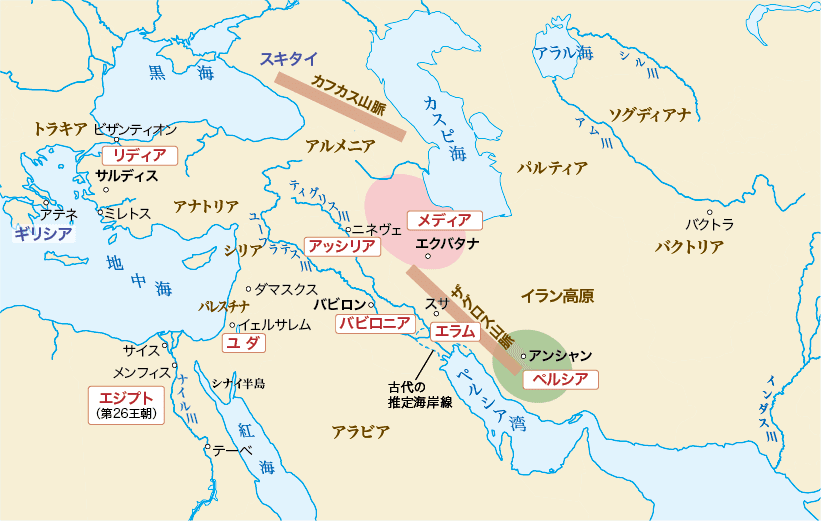 スキタイ
黒海
カフカス山脈
カスピ海
アラル海
シル川
ソグディアナ
アム川
トラキア
ビザンティオン
リディア
サルディス
アルメニア
パルティア
アテネ
ミレトス
アナトリア
ギリシア
ティグリス川
ユーフラテス川
ニネヴェ
メディア
エクバタナ
アッシリア
シリア
バクトラ
バクトリア
地中海
ダマスクス
パレスチナ
バビロン
バビロニア
スサ
エラム
ザグロス山脈
イラン高原
イェルサレム
ユダ
サイス
メンフィス
アンシャン
ペルシア
エジプト
(第26王朝)
ナイル川
シナイ半島
古代の
推定海岸線
ペルシア湾
インダス川
紅海
アラビア
テーベ